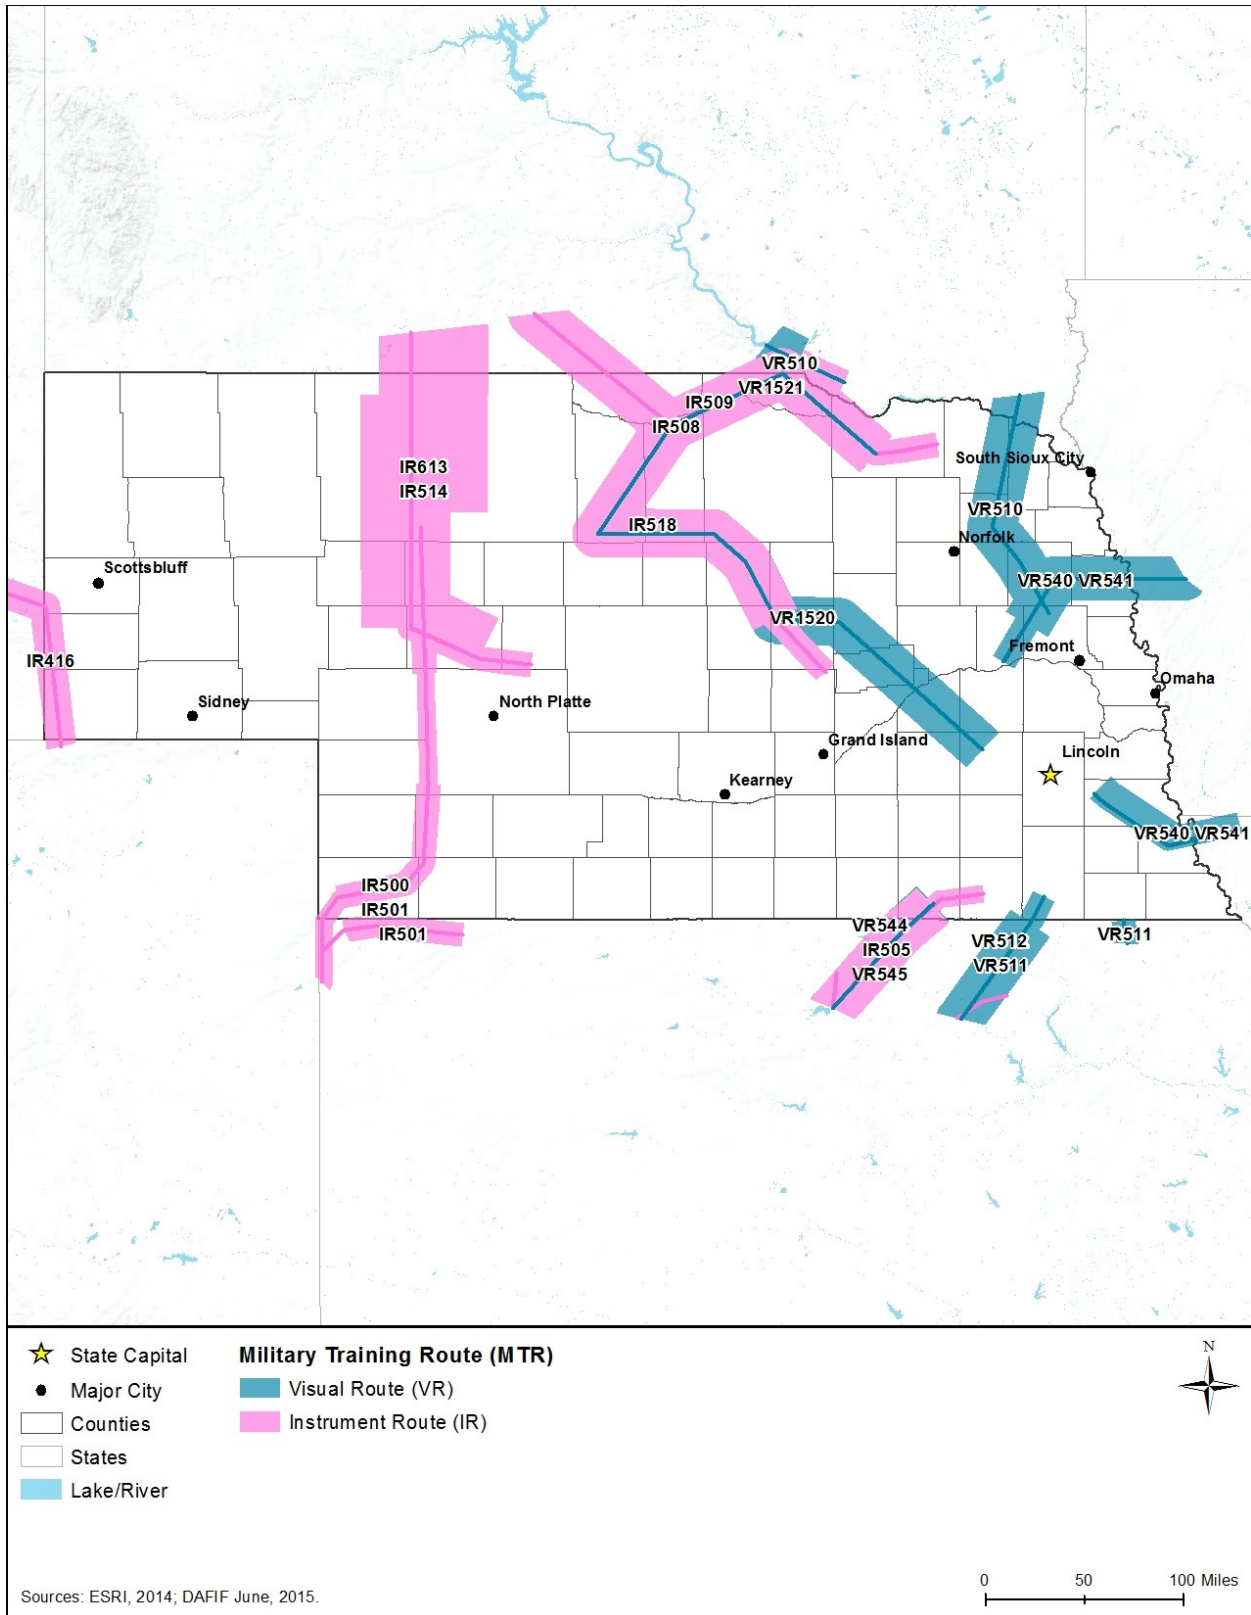 VR510
VR1521
IR509
IR508
South Sioux City
IR613
IR514
VR510
IR518
Norfolk
Scottsbluff
VR540 VR541
VR1520
Fremont
IR416
Omaha
Sidney
North Platte
Grand Island
Lincoln
Kearney
VR540 VR541
IR500
IR501
IR501
VR544
IR505
VR545
VR512
VR511
VR511
State Capital
Major City
Counties
States
Lake/River
Military Training Route (MTR)
Visual Route (VR)
Instrument Route (IR)
N
Sources: ESRI, 2014; DAFIF June, 2015.
0 50 100 Miles